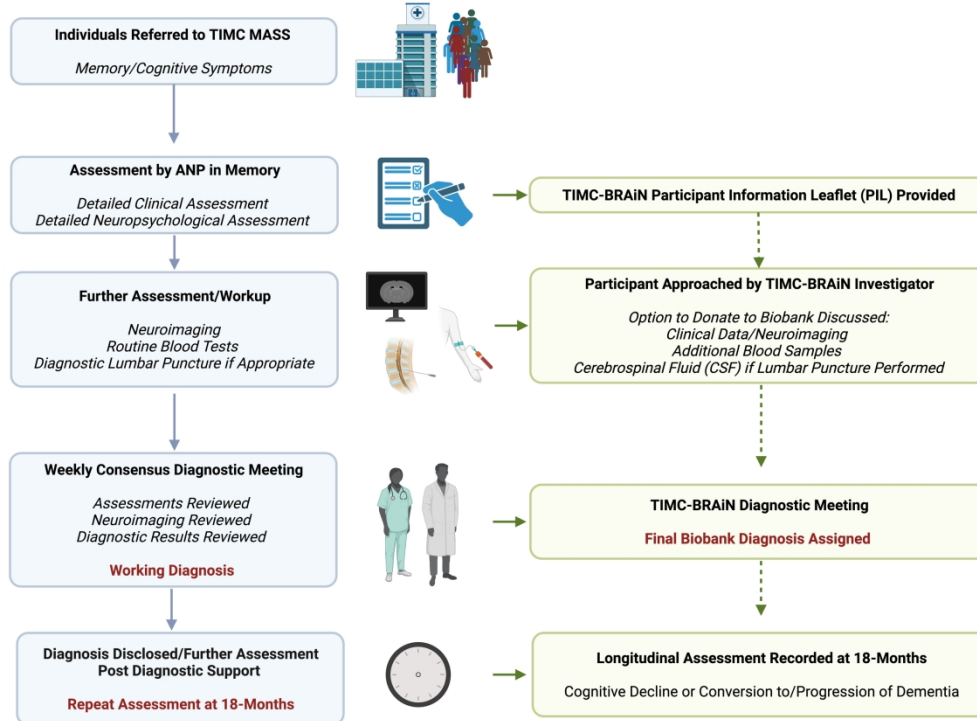 Individuals Referred to TIMC MASS
Memory/Cognitive Symptoms
Assessment by ANP in Memory
Detailed Clinical Assessment
Detailed Neuropsychological Assessment
TIMC-BRAiN Participant Information Leaflet (PIL) Provided
Further Assessment/Workup
Neuroimaging
Routine Blood Tests
Diagnostic Lumbar Puncture if Appropriate
Participant Approached by TIMC-BRAiN Investigator
Option to Donate to Biobank Discussed:
Clinical Data/Neuroimaging
Additional Blood Samples
Cerebrospinal Fluid (CSF) if Lumbar Puncture Performed
Weekly Consensus Diagnostic Meeting
Assessments Reviewed
Neuroimaging Reviewed
Diagnostic Results Reviewed
Working Diagnosis
TIMC-BRAiN Diagnostic Meeting
Final Biobank Diagnosis Assigned
Diagnosis Disclosed/Further Assessment
Post Diagnostic Support
Repeat Assessment at 18-Months
Longitudinal Assessment Recorded at 18-Months
Cognitive Decline or Conversion to/Progression of Dementia